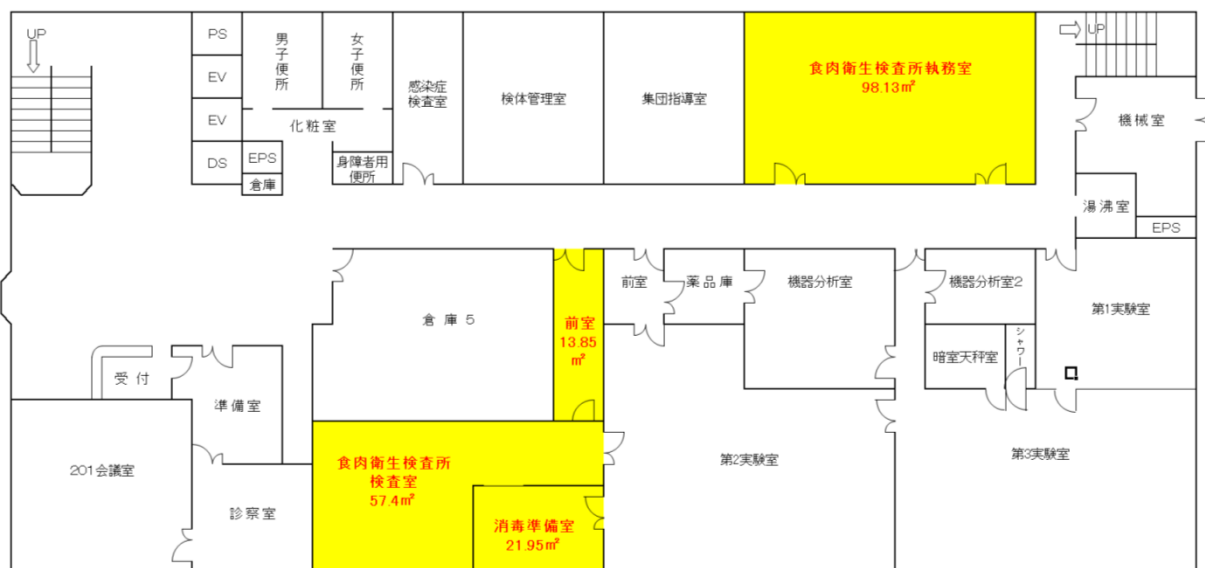 UP
PS
EV
EV
DS
男子便所
女子便所
化粧室
EPS
倉庫
身障者用
便所
感染症
検査室
検体管理室
集団指導室
食肉衛生検査所執務室
98.13㎡
UP
機械室
湯沸室
EPS
倉庫5
前室
13.85
㎡
前室
薬品庫
機器分析室
機器分析室2
第1実験室
暗室天秤室
シャワー
受付
準備室
201会議室
診察室
食肉衛生検査所
検査室
57.4㎡
消毒準備室
21.95㎡
第2実験室
第3実験室